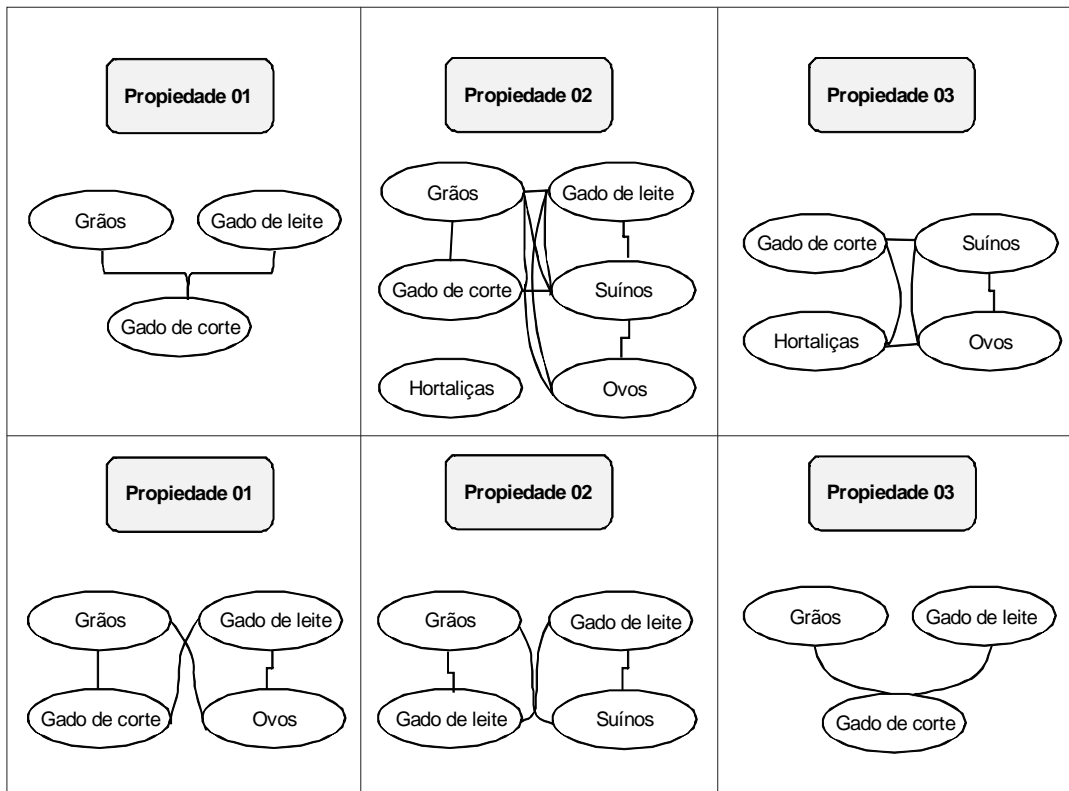 Propiedade 01
Grãos
Gado de leite
Gado de corte
Propiedade 02
Grãos
Gado de leite
Gado de corte
Suínos
Hortaliças
Ovos
Propiedade 03
Gado de corte
Suínos
Hortaliças
Ovos
Propiedade 01
Grãos
Gado de leite
Gado de corte
Ovos
Propiedade 02
Grãos
Gado de leite
Gado de leite
Suínos
Propiedade 03
Grãos
Gado de leite
Gado de corte